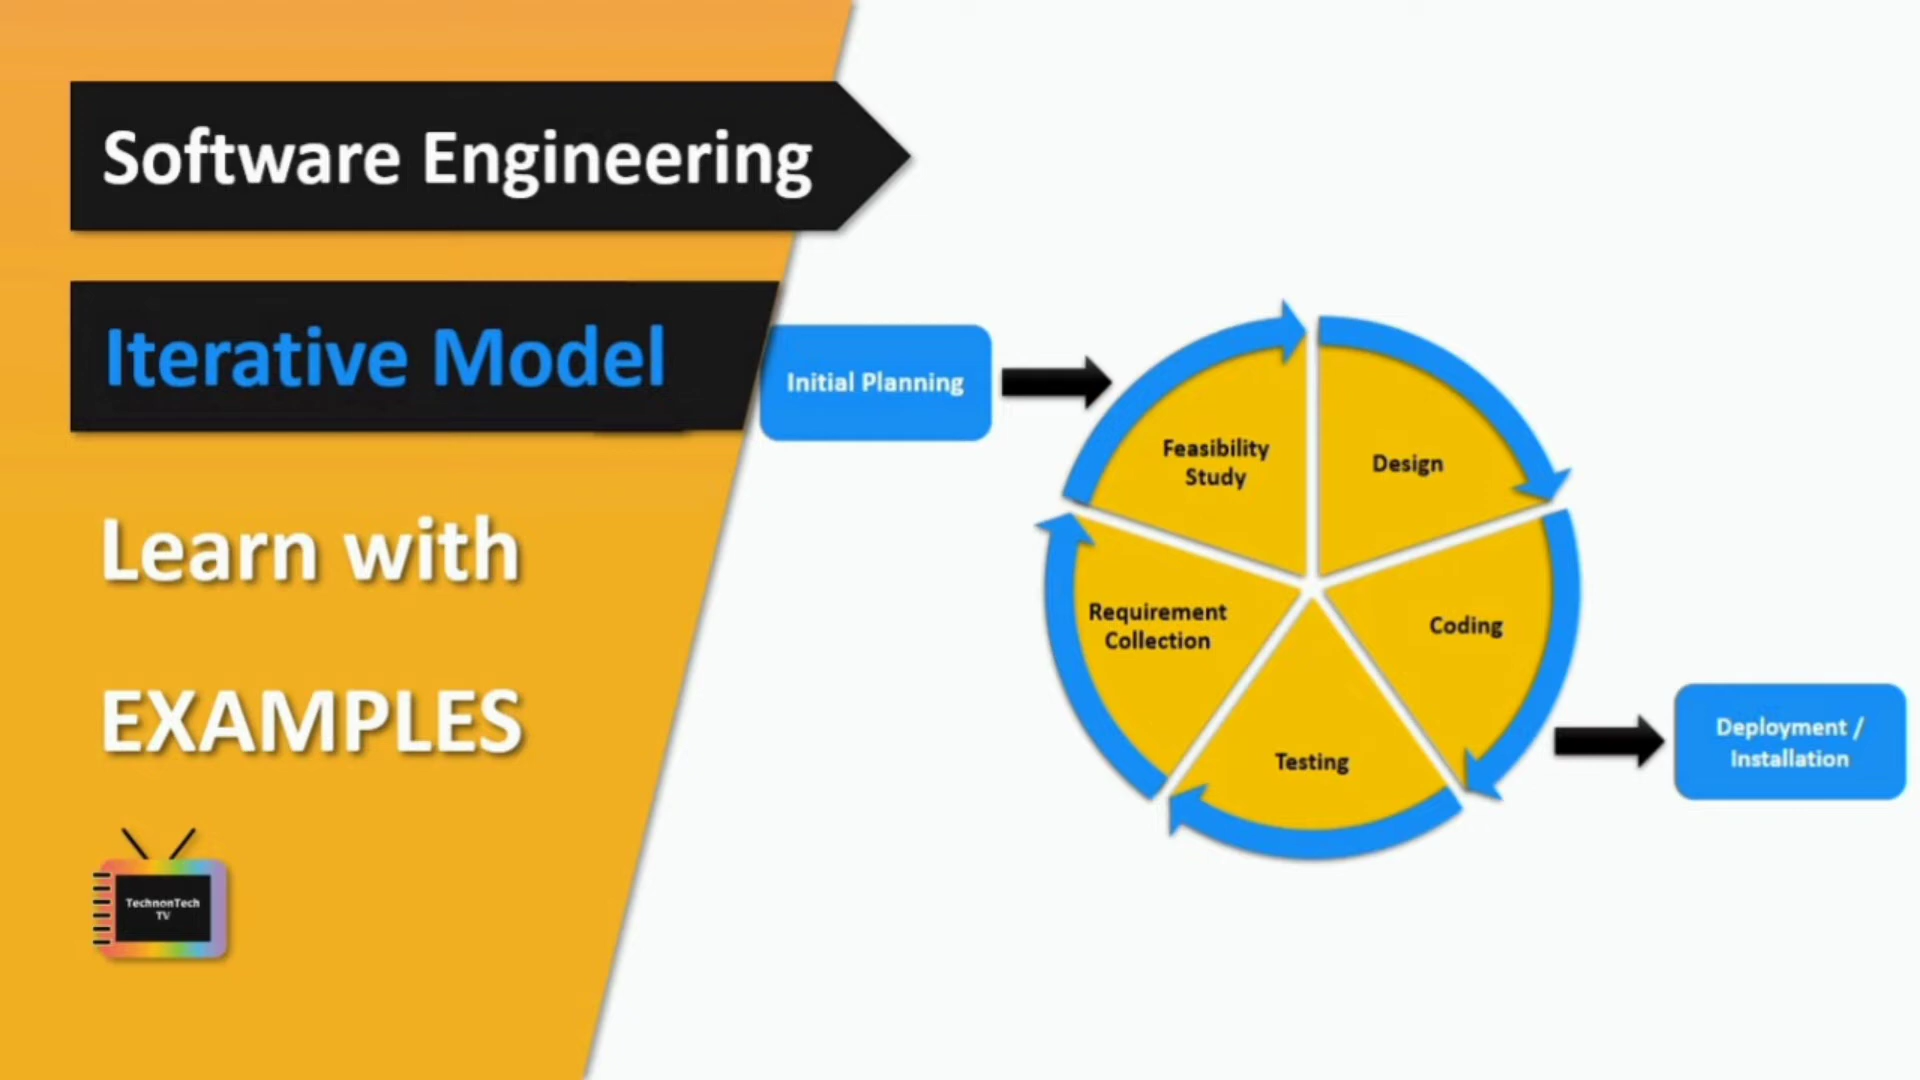 Software Engineering
Iterative Model
Learn with
EXAMPLES
TechnonTech
TV
Initial Planning
Feasibility
Study
Design
Requirement
Collection
Coding
Testing
Deployment /
Installation